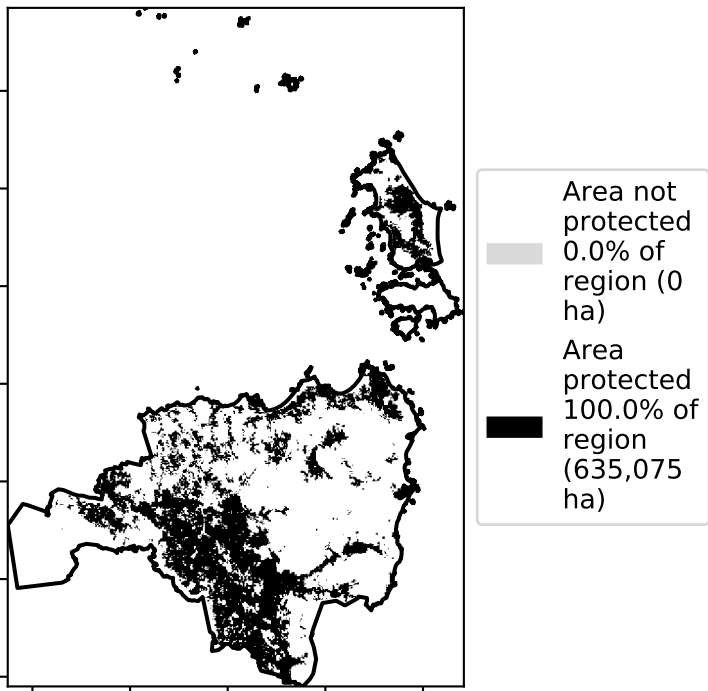 Area not
protected
0.0% of
region (0
ha)
Area
protected
100.0% of
region
(635,075
ha)